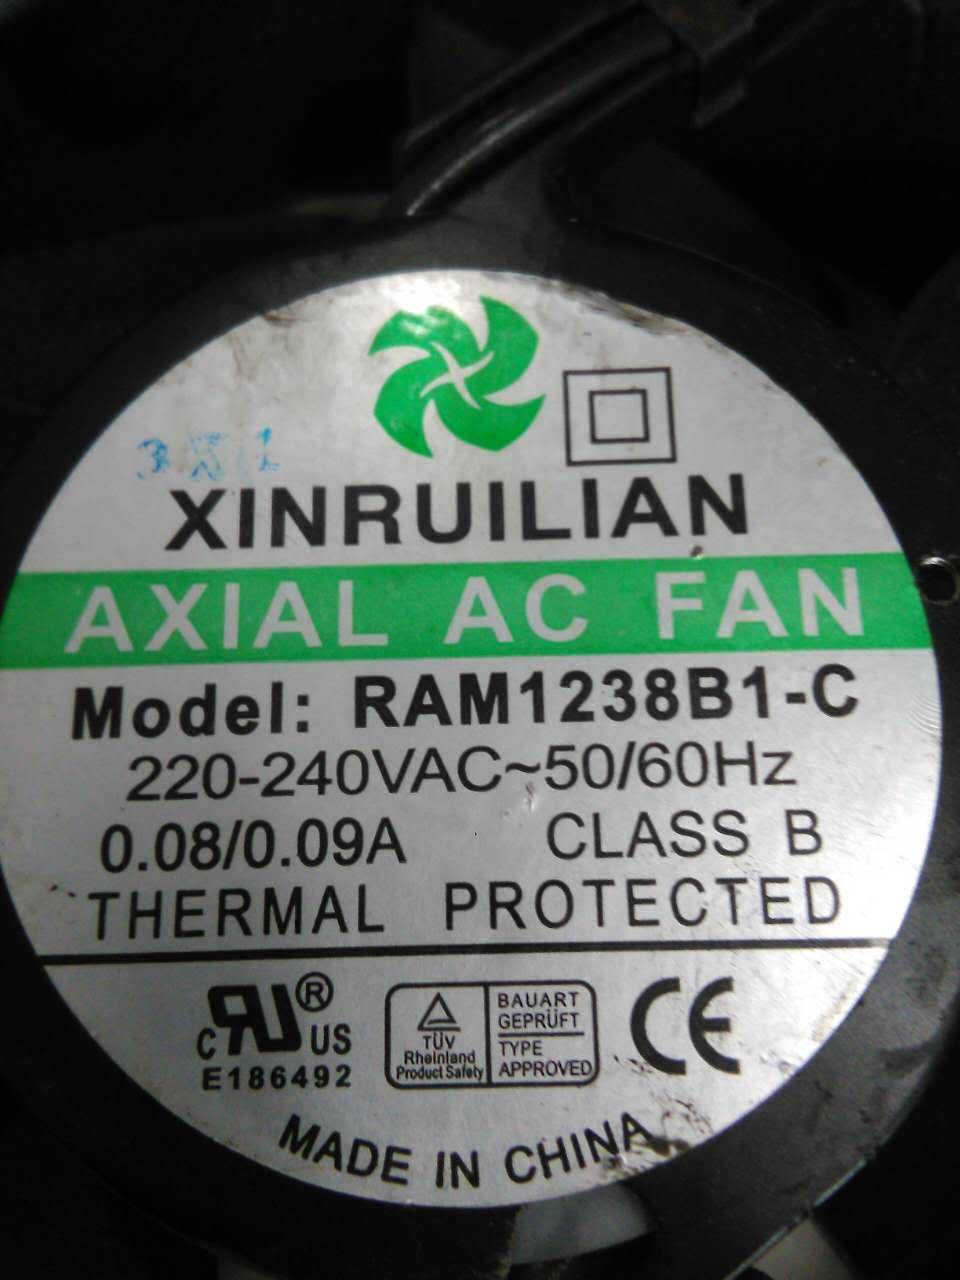 XINRUILIAN
AXIAL AC FAN
Model: RAM1238B1-C
220-240VAC~50/60Hz
0.08/0.09A CLASS B
THERMAL PROTECTED
C RU US ®
E186492
TÜV
Rheinland
Product Safety
BAUART
GEPRÜFT
TYPE
APPROVED
CE
MADE IN CHINA